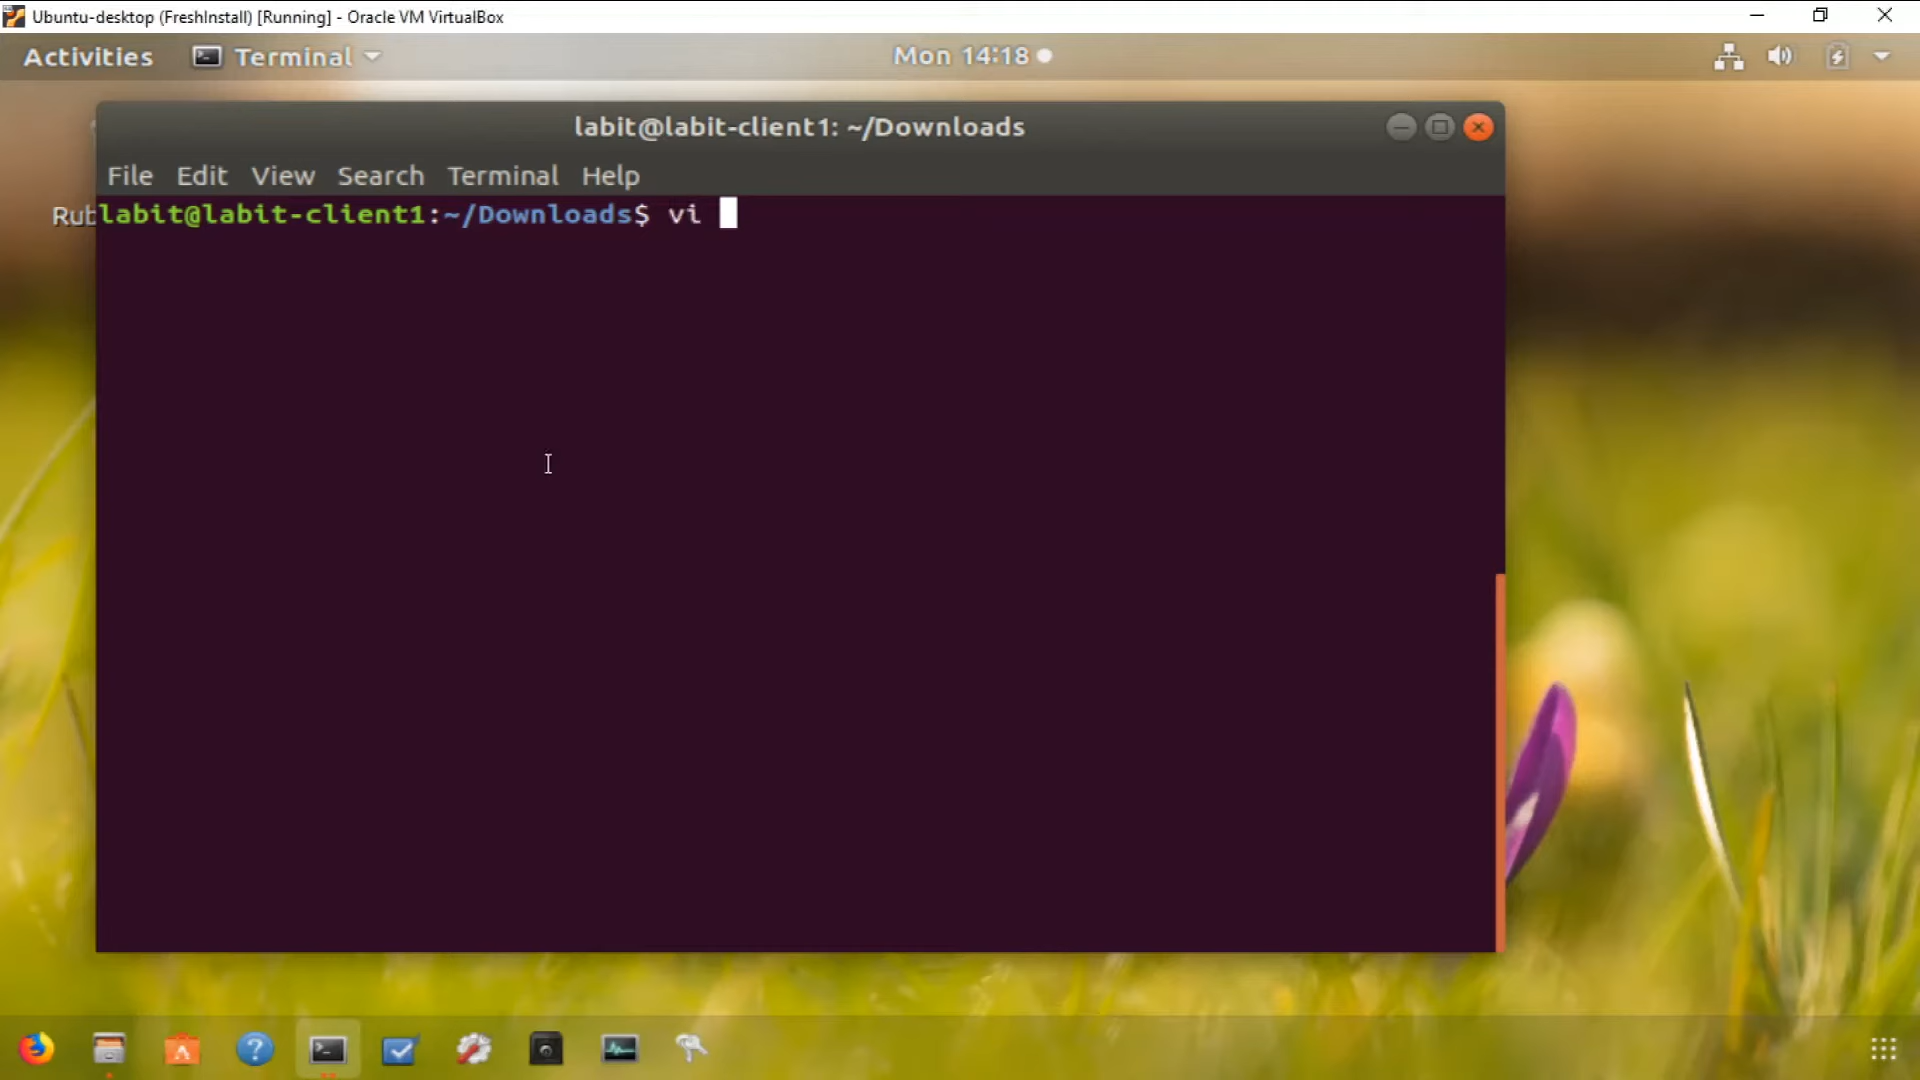 Ubuntu-desktop (FreshInstall) [Running] - Oracle VM VirtualBox
Activities Terminal Mon 14:18
labit@labit-client1: ~/Downloads
File Edit View Search Terminal Help
Rub
labit@labit-client1:~/Downloads$ vi